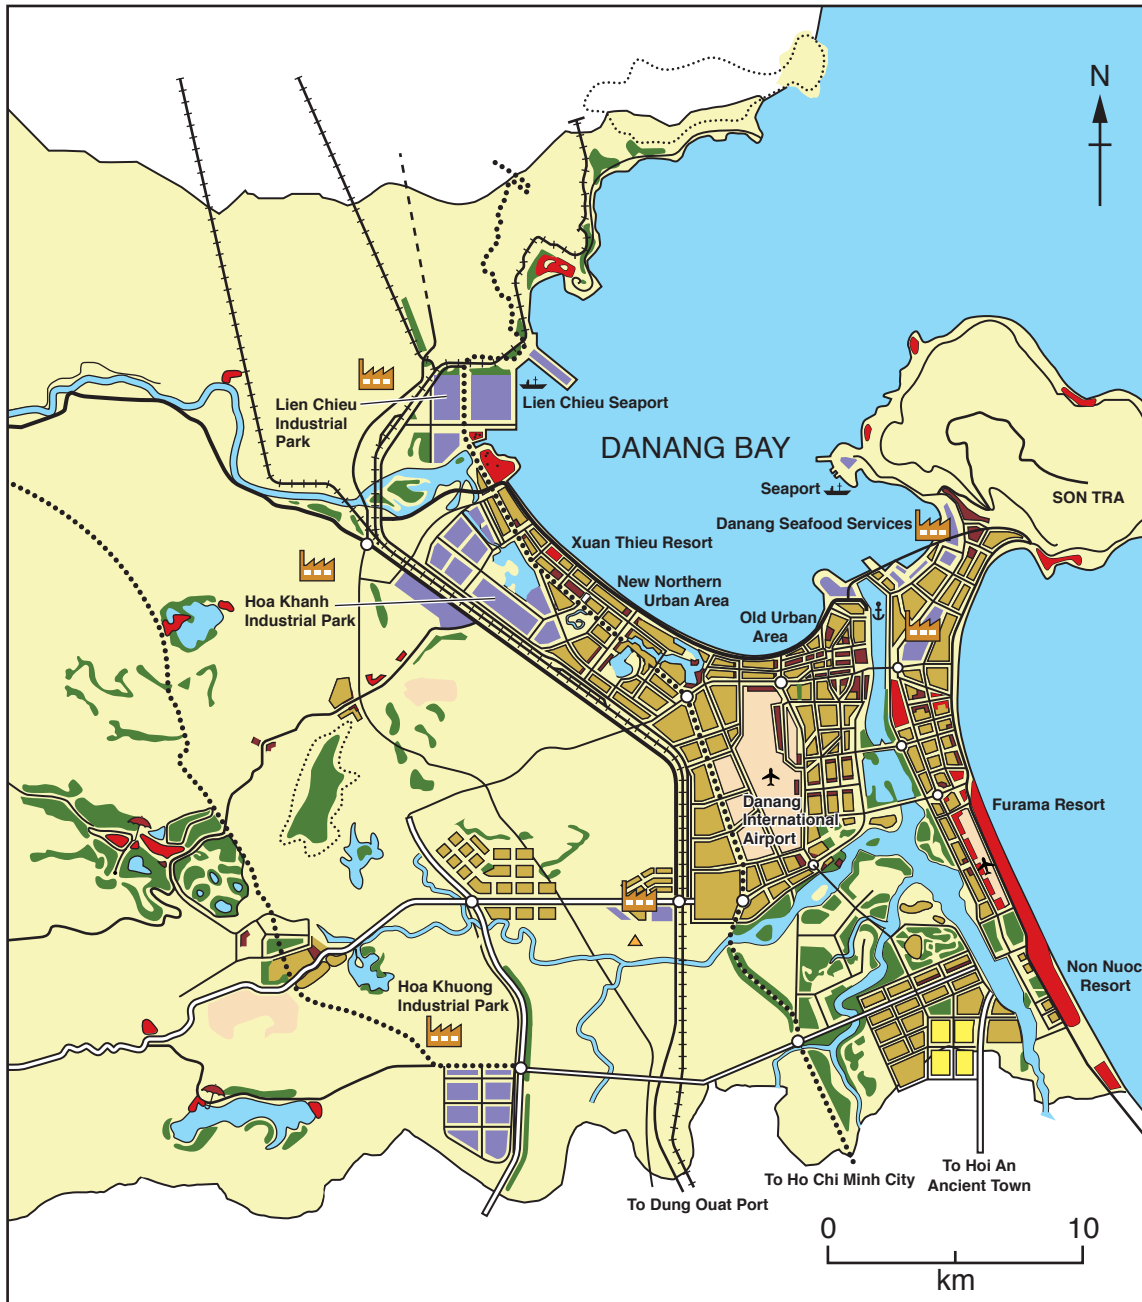 N
Lien Chieu
Industrial
Park
Lien Chieu Seaport
DANANG BAY
Seaport
SON TRA
Danang Seafood Services
Xuan Thieu Resort
New Northern
Urban Area
Old Urban
Area
Hoa Khanh
Industrial Park
Danang
International
Airport
Furama Resort
Non Nuoc
Resort
Hoa Khuong
Industrial Park
To Ho Chi Minh City
To Hoi An
Ancient Town
To Dung Ouat Port
0 10
km